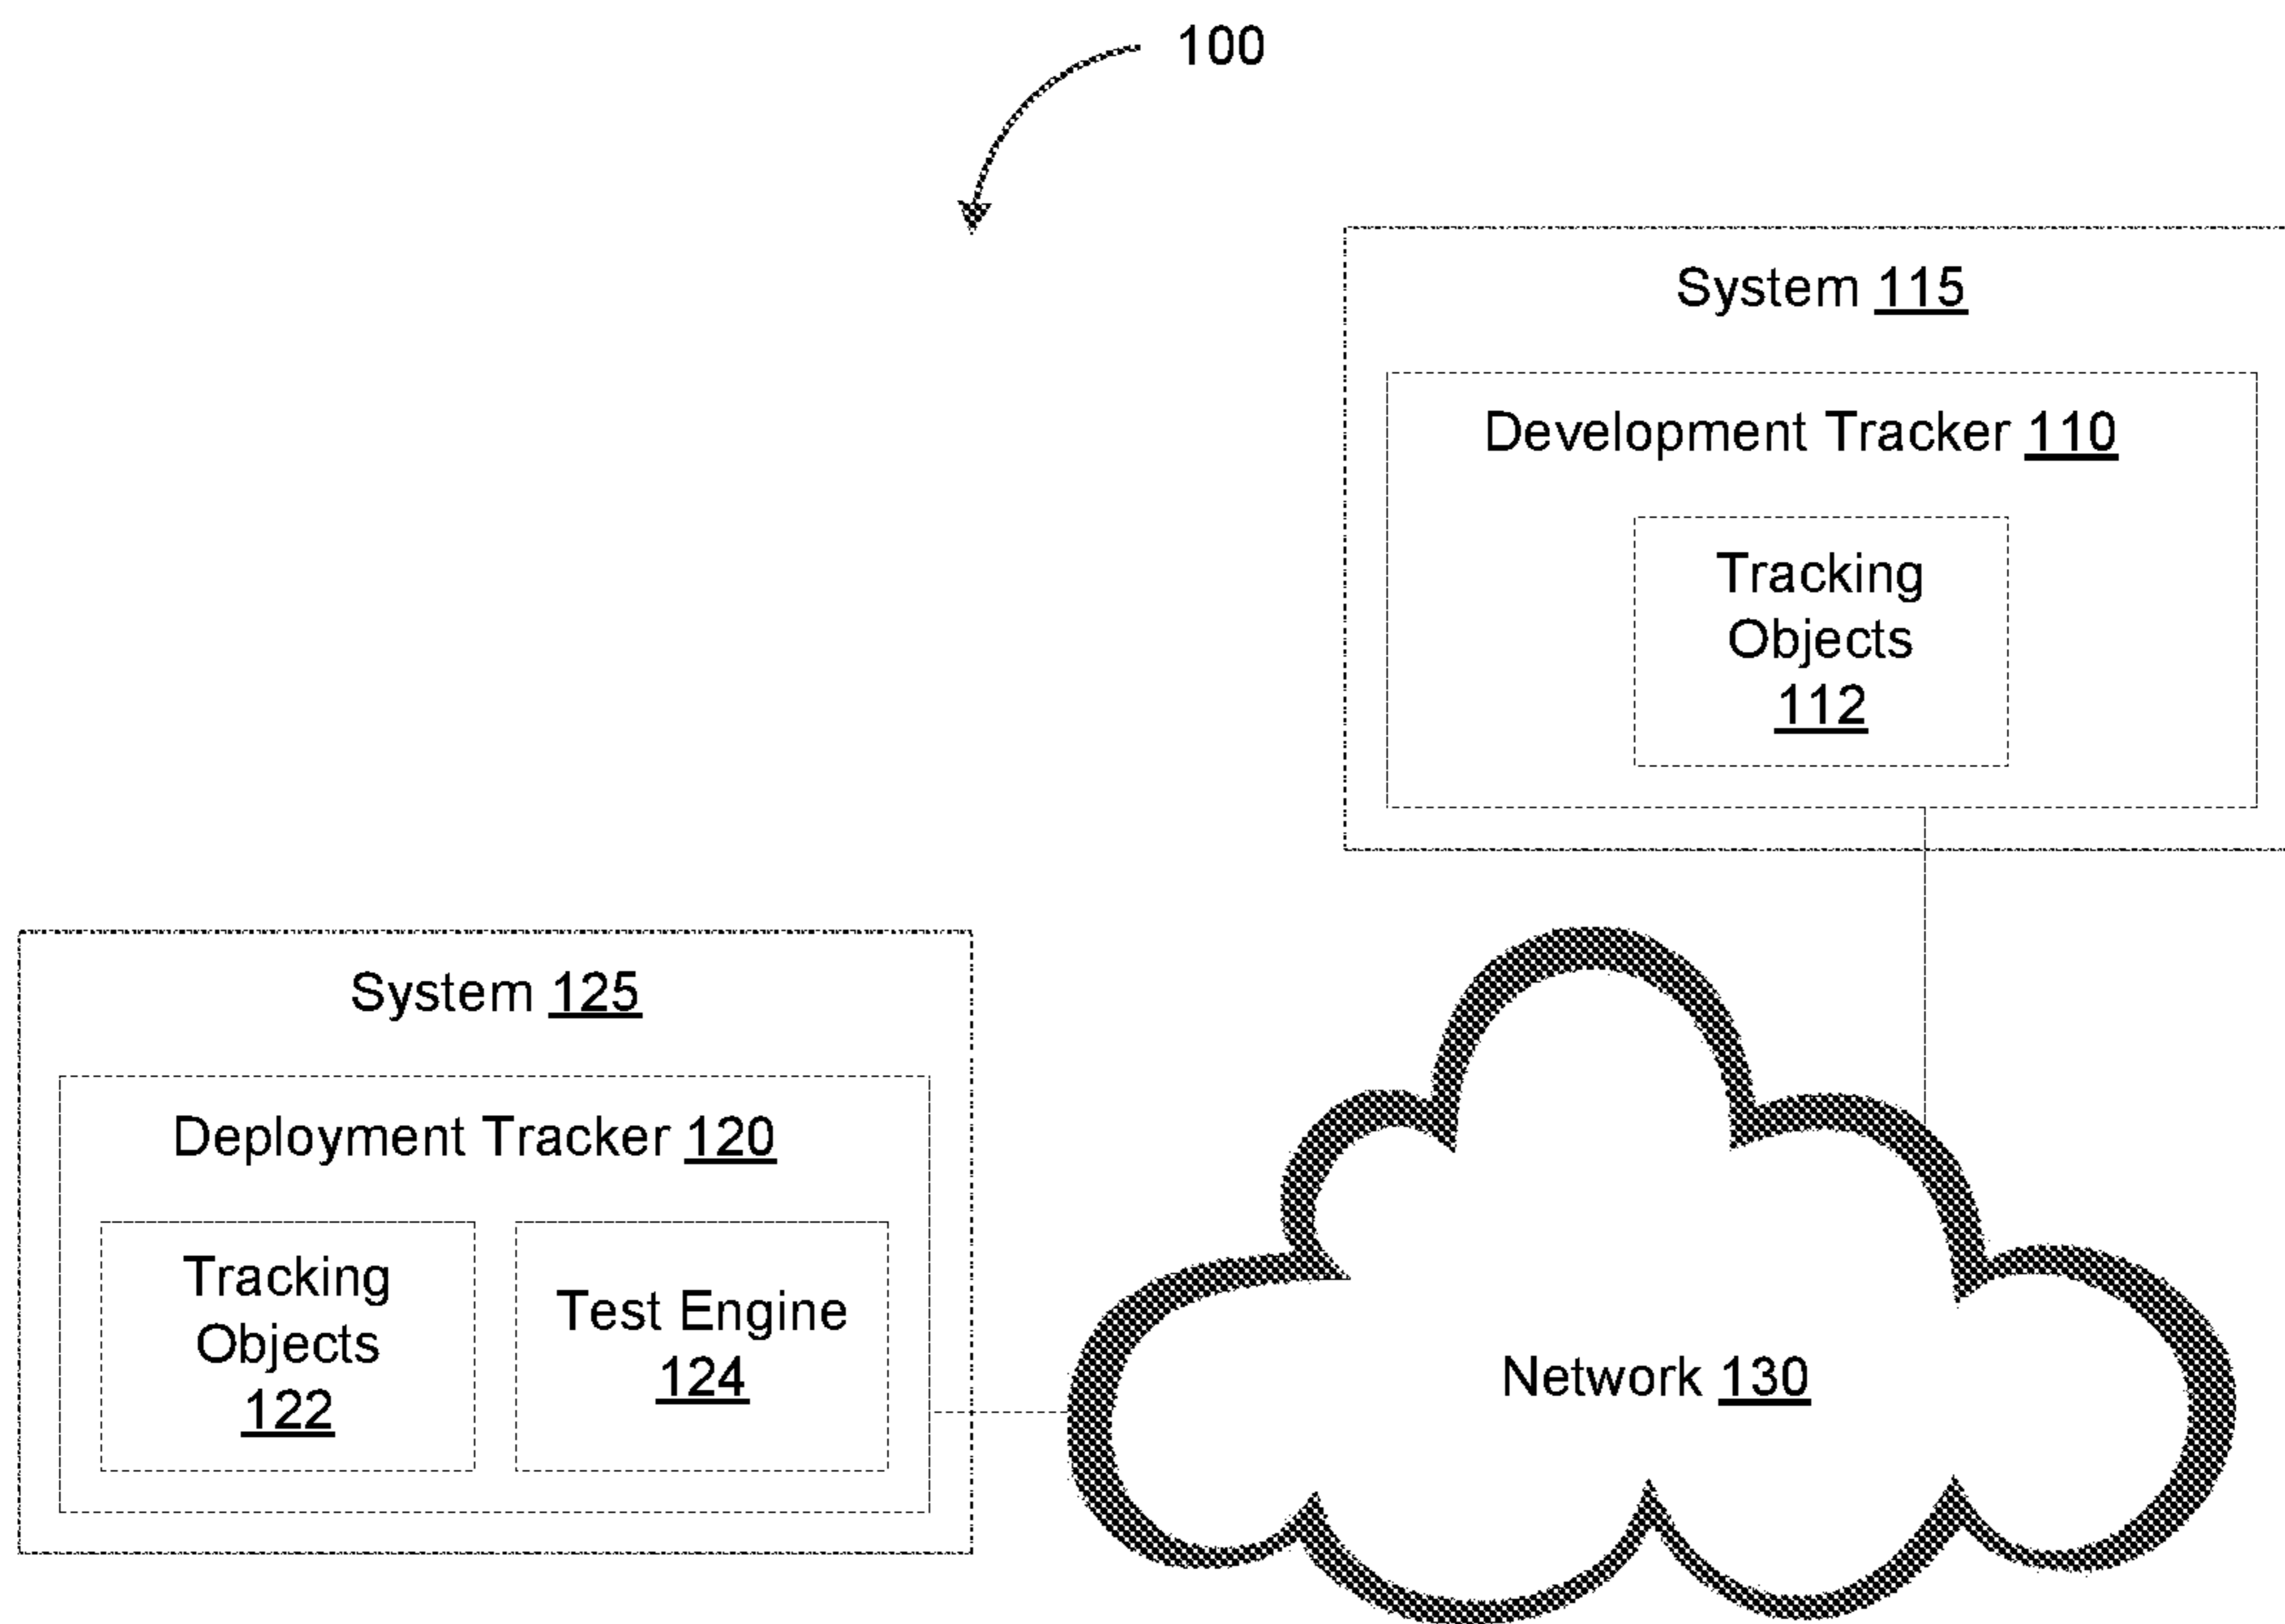 100
System 115
Development Tracker 110
Tracking
Objects
112
System 125
Deployment Tracker 120
Tracking
Objects
122
Test Engine
124
Network 130